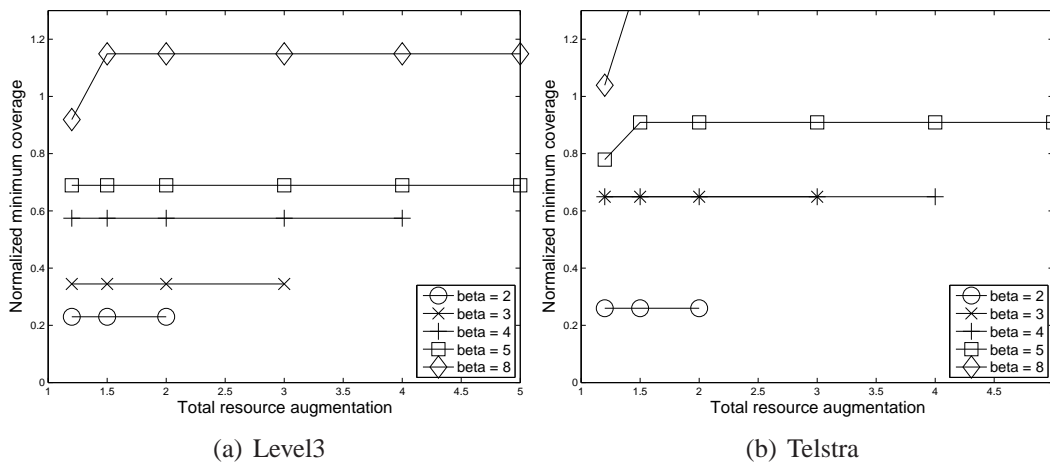 1.2
1
0.8
0.6
0.4
0.2
0
Normalized minimum coverage
1 1.5 2 2.5 3 3.5 4 4.5 5
Total resource augmentation
beta = 2
beta = 3
beta = 4
beta = 5
beta = 8
(a) Level3
1.2
1
0.8
0.6
0.4
0.2
0
Normalized minimum coverage
1 1.5 2 2.5 3 3.5 4 4.5
Total resource augmentation
beta = 2
beta = 3
beta = 4
beta = 5
beta = 8
(b) Telstra